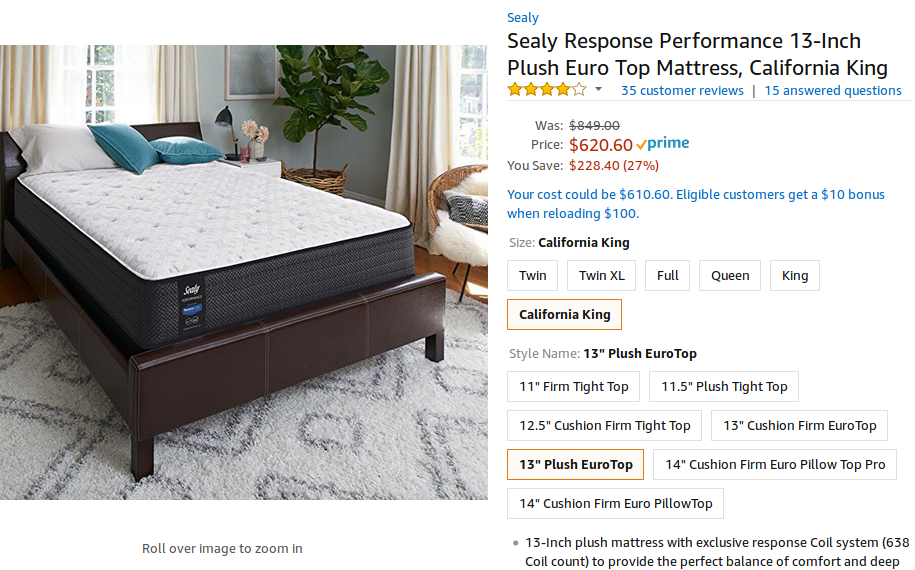 Sealy
Sealy Response Performance 13-Inch
Plush Euro Top Mattress, California King
35 customer reviews | 15 answered questions
Was: $849.00
Price: $620.60 prime
You Save: $228.40 (27%)
Your cost could be $610.60. Eligible customers get a $10 bonus
when reloading $100.
Size: California King
Twin Twin XL Full Queen King
California King
Style Name: 13" Plush EuroTop
11" Firm Tight Top 11.5" Plush Tight Top
12.5" Cushion Firm Tight Top 13" Cushion Firm EuroTop
13" Plush EuroTop 14" Cushion Firm Euro Pillow Top Pro
14" Cushion Firm Euro PillowTop
13-Inch plush mattress with exclusive response Coil system (638
Coil count) to provide the perfect balance of comfort and deep
Sealy
PERFORMANCE
Roll over image to zoom in